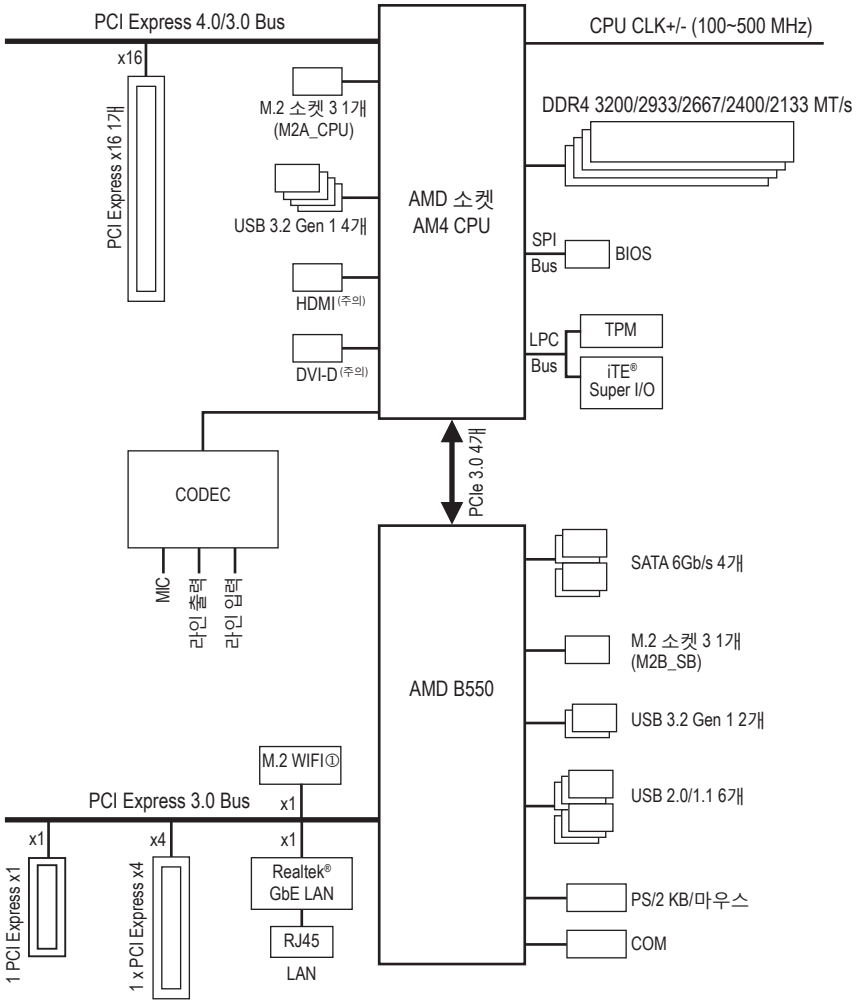 PCI Express 4.0/3.0 Bus
CPU CLK+/- (100~500 MHz)
x16
PCI Express x16 1개
M.2 소켓 3 1개
(M2A_CPU)
USB 3.2 Gen 1 4개
HDMI (주의)
DVI-D (주의)
AMD 소켓
AM4 CPU
DDR4 3200/2933/2667/2400/2133 MT/s
SPI
Bus
BIOS
LPC
Bus
TPM
iTE®
Super I/O
PCIe 3.0 4개
CODEC
MIC
라인 출력
라인 입력
AMD B550
SATA 6Gb/s 4개
M.2 소켓 3 1개
(M2B_SB)
USB 3.2 Gen 1 2개
USB 2.0/1.1 6개
PS/2 KB/마우스
COM
M.2 WIFI①
x1
PCI Express 3.0 Bus
x1
x4
x1
1 PCI Express x1
1 x PCI Express x4
Realtek®
GbE LAN
RJ45
LAN